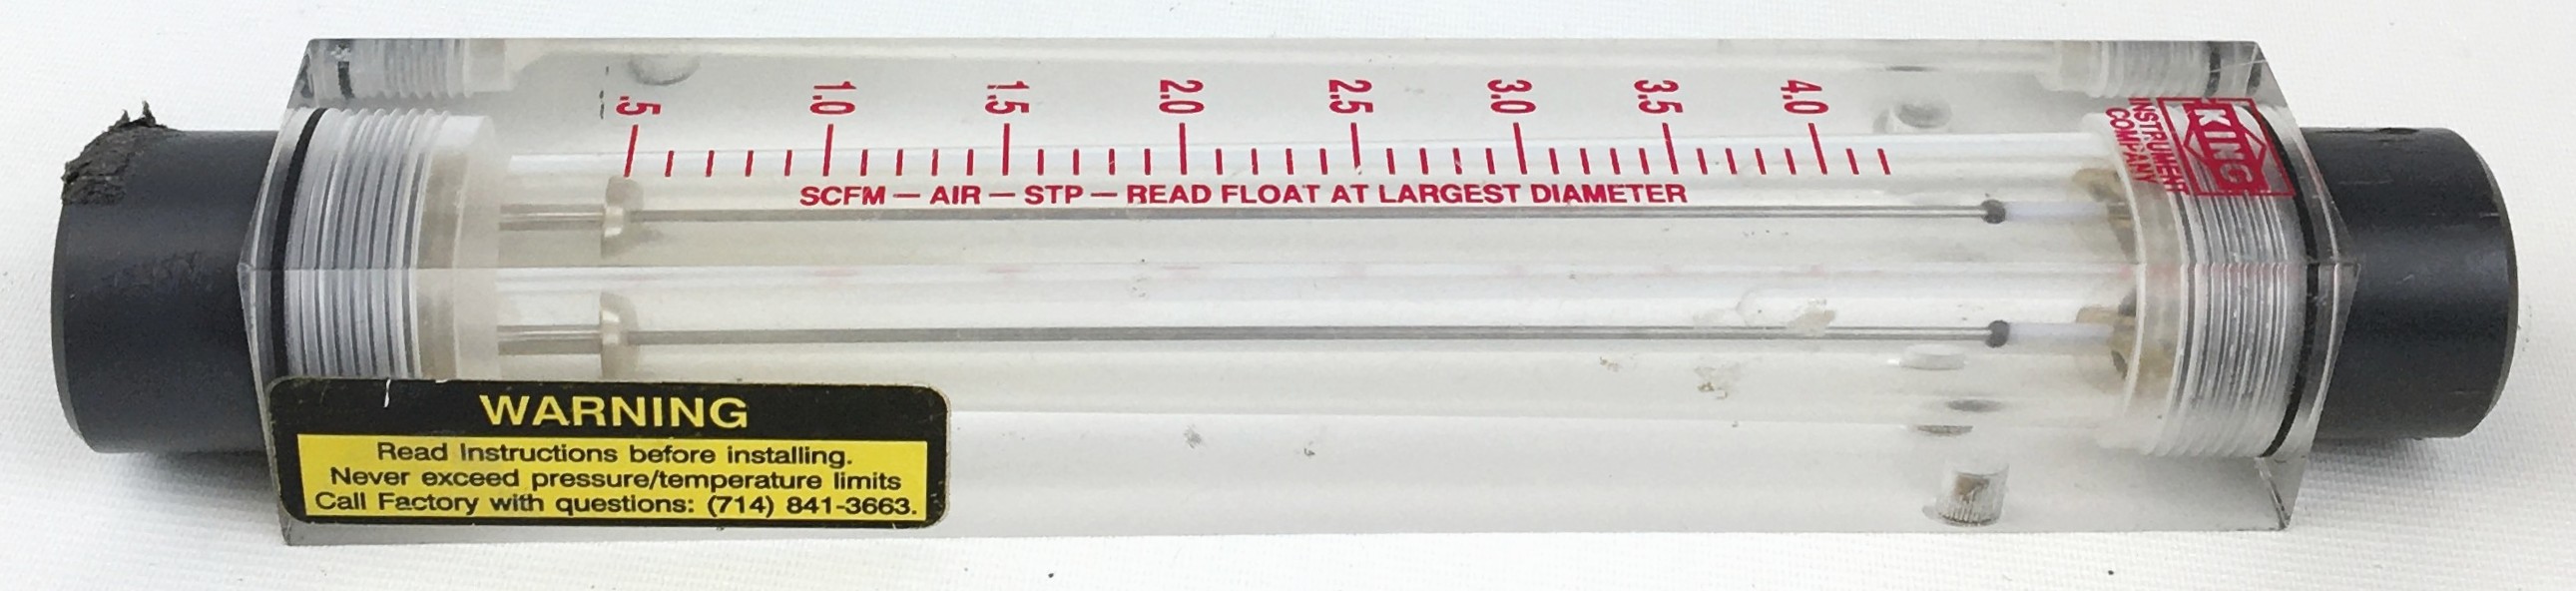 .5
1.0
1.5
2.0
2.5
3.0
3.5
4.0
SCFM — AIR — STP — READ FLOAT AT LARGEST DIAMETER
KING
INSTRUMENT
COMPANY
WARNING
Read Instructions before installing.
Never exceed pressure/temperature limits
Call Factory with questions: (714) 841-3663.